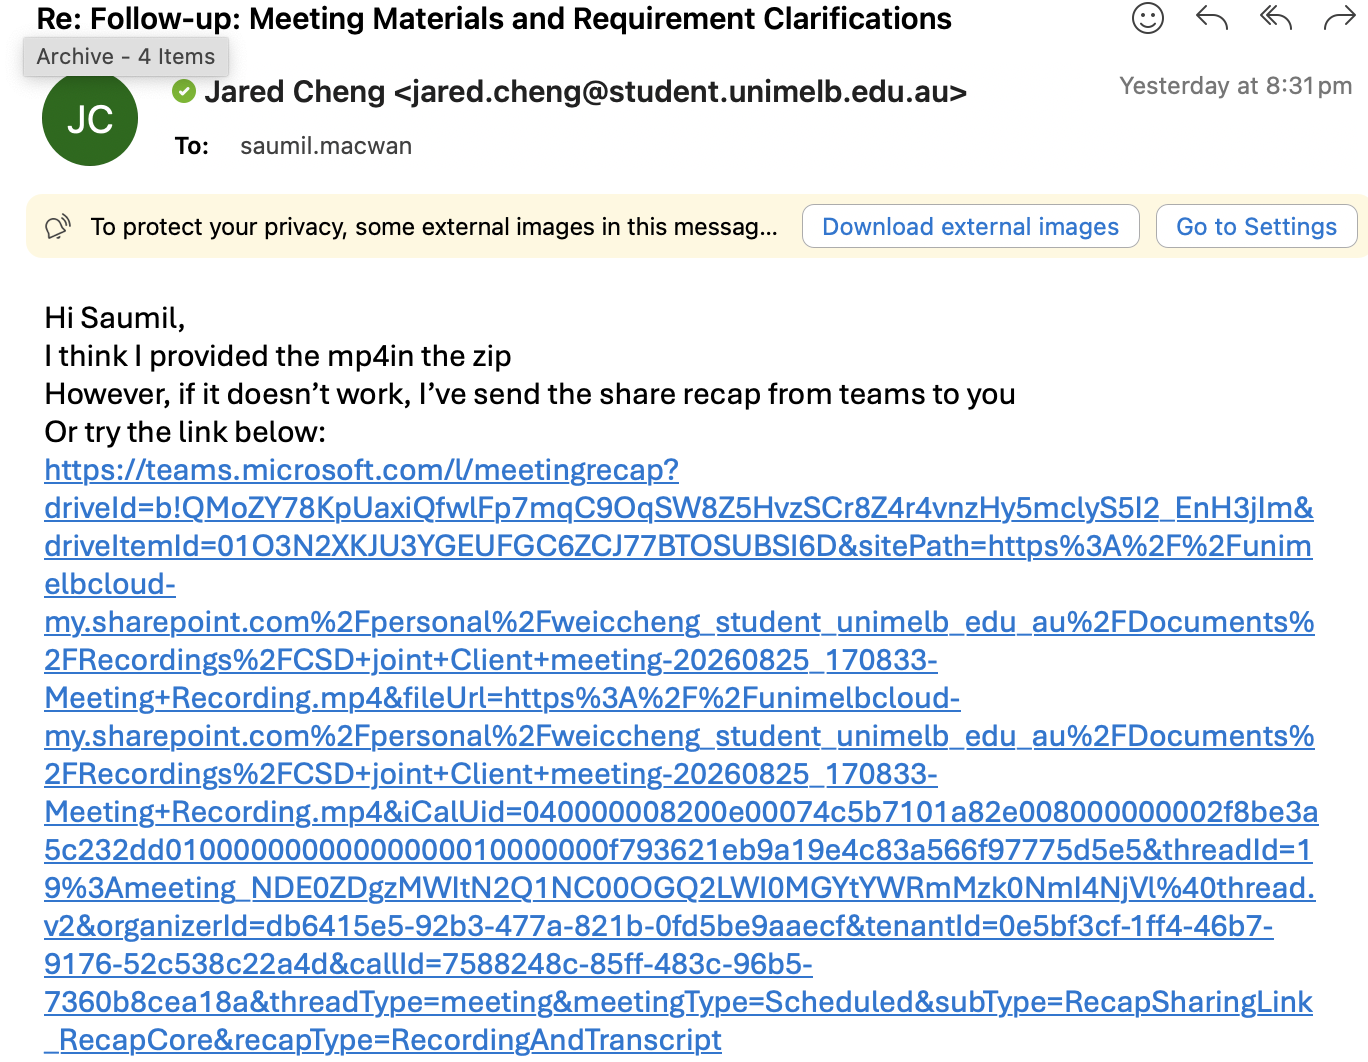 Re: Follow-up: Meeting Materials and Requirement Clarifications
Archive - 4 Items
JC
Jared Cheng <jared.cheng@student.unimelb.edu.au>
Yesterday at 8:31 pm
To: saumil.macwan
To protect your privacy, some external images in this messag...
Download external images
Go to Settings
Hi Saumil,
I think I provided the mp4in the zip
However, if it doesn't work, I've send the share recap from teams to you
Or try the link below:
https://teams.microsoft.com/l/meetingrecap?
driveId=b!QMoZY78KpUaxiQfwlFp7mqC9OqSW8Z5HvzSCr8Z4r4vnzHy5mclyS5I2_EnH3jIm&
driveItemId=01O3N2XKJU3YGEUFGC6ZCJ77BTOSUBSI6D&sitePath=https%3A%2F%2Funim
elbcloud-
my.sharepoint.com%2Fpersonal%2Fweiccheng_student_unimelb_edu_au%2FDocuments%
2FRecordings%2FCSD+joint+Client+meeting-20260825_170833-
Meeting+Recording.mp4&fileUrl=https%3A%2F%2Funimelbcloud-
my.sharepoint.com%2Fpersonal%2Fweiccheng_student_unimelb_edu_au%2FDocuments%
2FRecordings%2FCSD+joint+Client+meeting-20260825_170833-
Meeting+Recording.mp4&iCalUid=040000008200e00074c5b7101a82e008000000002f8be3a
5c232dd01000000000000000010000000f793621eb9a19e4c83a566f97775d5e5&threadId=1
9%3Ameeting_NDE0ZDgzMWItN2Q1NC00OGQ2LWI0MGYtYWRmMzk0NmI4NjVl%40thread.
v2&organizerId=db6415e5-92b3-477a-821b-0fd5be9aaecf&tenantId=0e5bf3cf-1ff4-46b7-
9176-52c538c22a4d&callId=7588248c-85ff-483c-96b5-
7360b8cea18a&threadType=meeting&meetingType=Scheduled&subType=RecapSharingLink
_RecapCore&recapType=RecordingAndTranscript